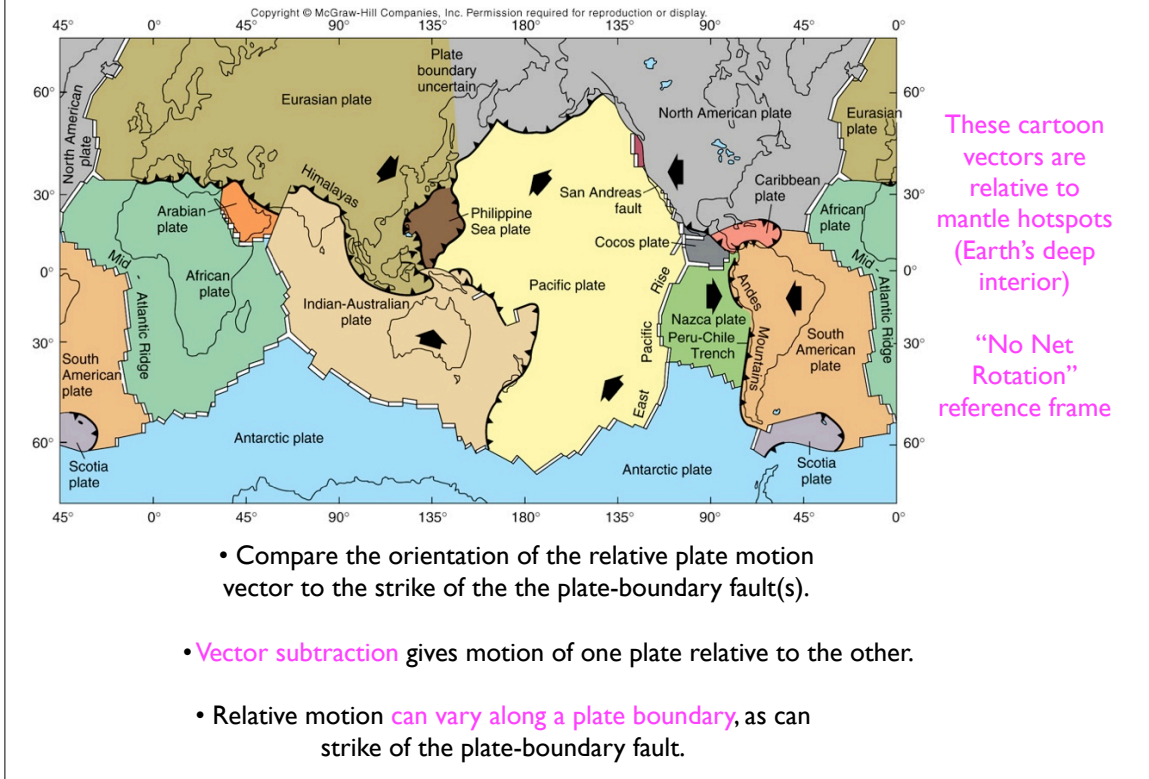 Copyright © McGraw-Hill Companies, Inc. Permission required for reproduction or display.
45° 0° 45° 90° 135° 180° 135° 90° 45° 0°
Plate
boundary
uncertain
Eurasian plate
North American plate
60°
60°
North American
plate
Eurasian
plate
Himalayas
30°
30°
San Andreas
fault
Caribbean
plate
Arabian
plate
Philippine
Sea plate
African
plate
Cocos plate
Mid -
Atlantic Ridge
0°
0°
African
plate
Indian-Australian
plate
Pacific plate
East Pacific Rise
Nazca plate
Peru-Chile
Trench
Andes
Mountains
Mid -
Atlantic Ridge
30°
30°
South
American
plate
South
American
plate
60°
60°
Antarctic plate
Antarctic plate
Scotia
plate
Scotia
plate
45° 0° 45° 90° 135° 180° 135° 90° 45° 0°
These cartoon
vectors are
relative to
mantle hotspots
(Earth’s deep
interior)
“No Net
Rotation”
reference frame
• Compare the orientation of the relative plate motion
vector to the strike of the the plate-boundary fault(s).
• Vector subtraction gives motion of one plate relative to the other.
• Relative motion can vary along a plate boundary, as can
strike of the plate-boundary fault.